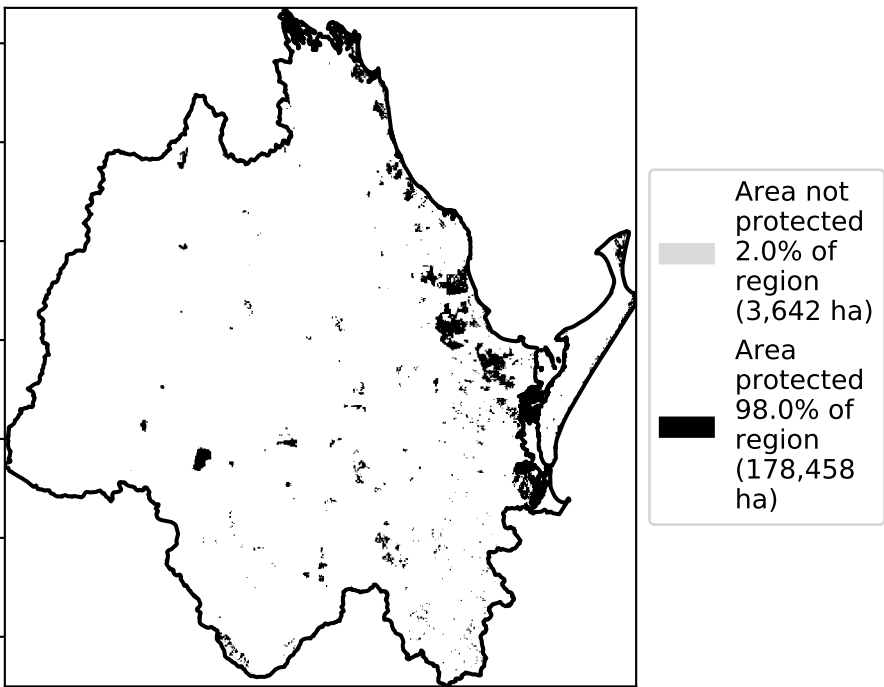 Area not
protected
2.0% of
region
(3,642 ha)
Area
protected
98.0% of
region
(178,458
ha)